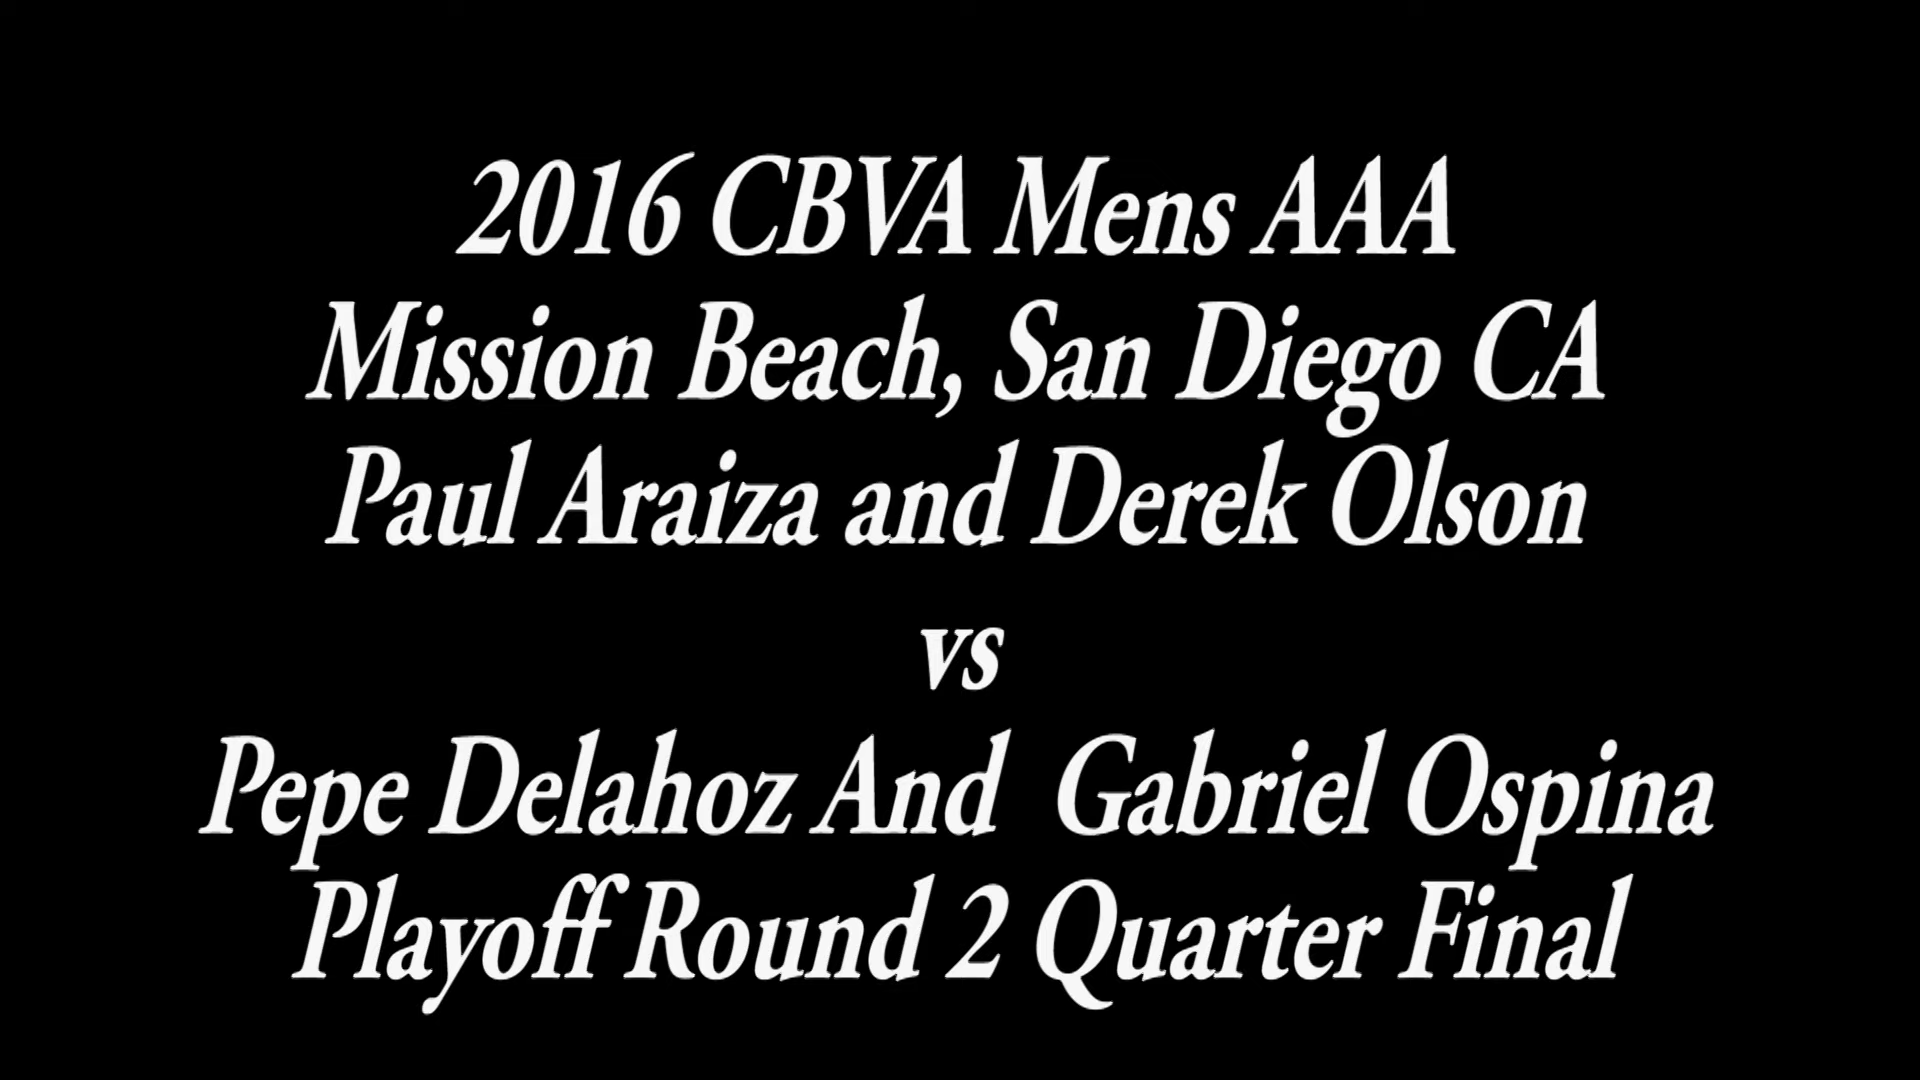 2016 CBVA Mens AAA
Mission Beach, San Diego CA
Paul Araiza and Derek Olson
vs
Pepe Delahoz And  Gabriel Ospina
Playoff Round 2 Quarter Final